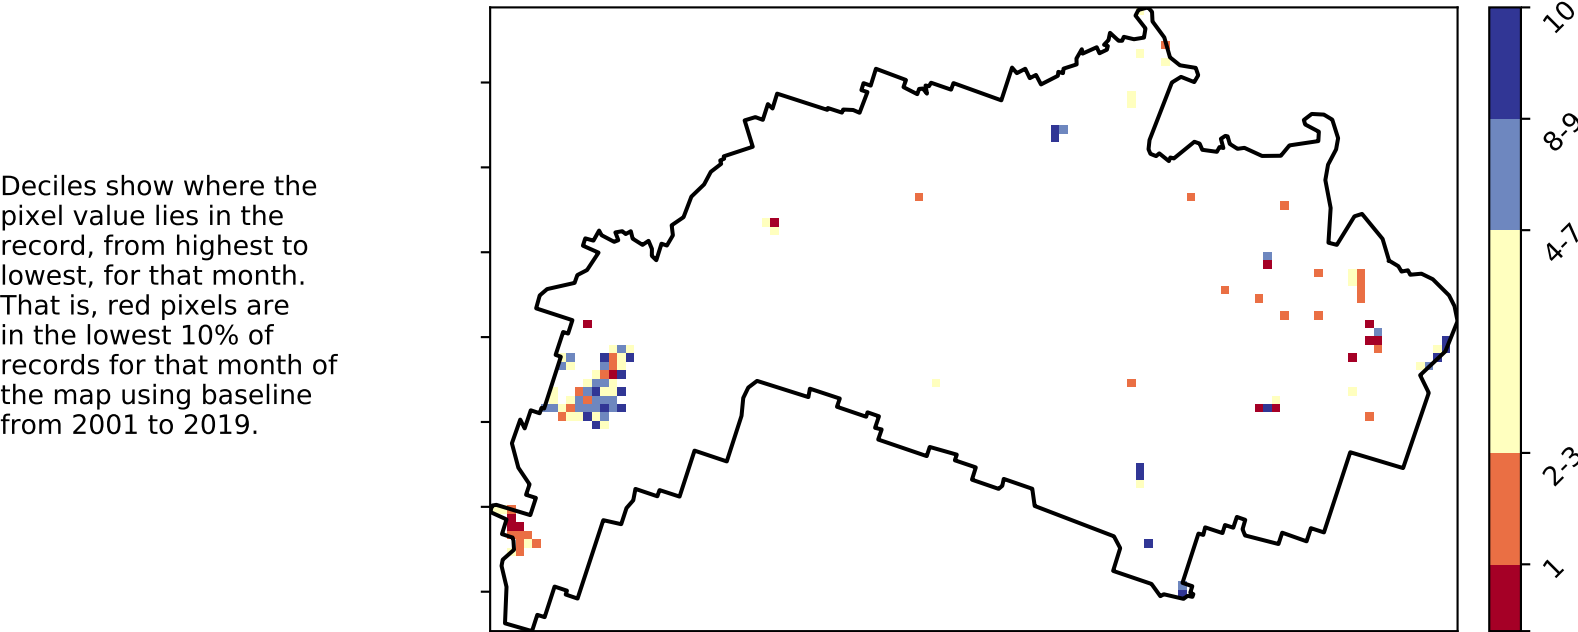 Deciles show where the
pixel value lies in the
record, from highest to
lowest, for that month.
That is, red pixels are
in the lowest 10% of
records for that month of
the map using baseline
from 2001 to 2019.
10
8-9
4-7
2-3
1